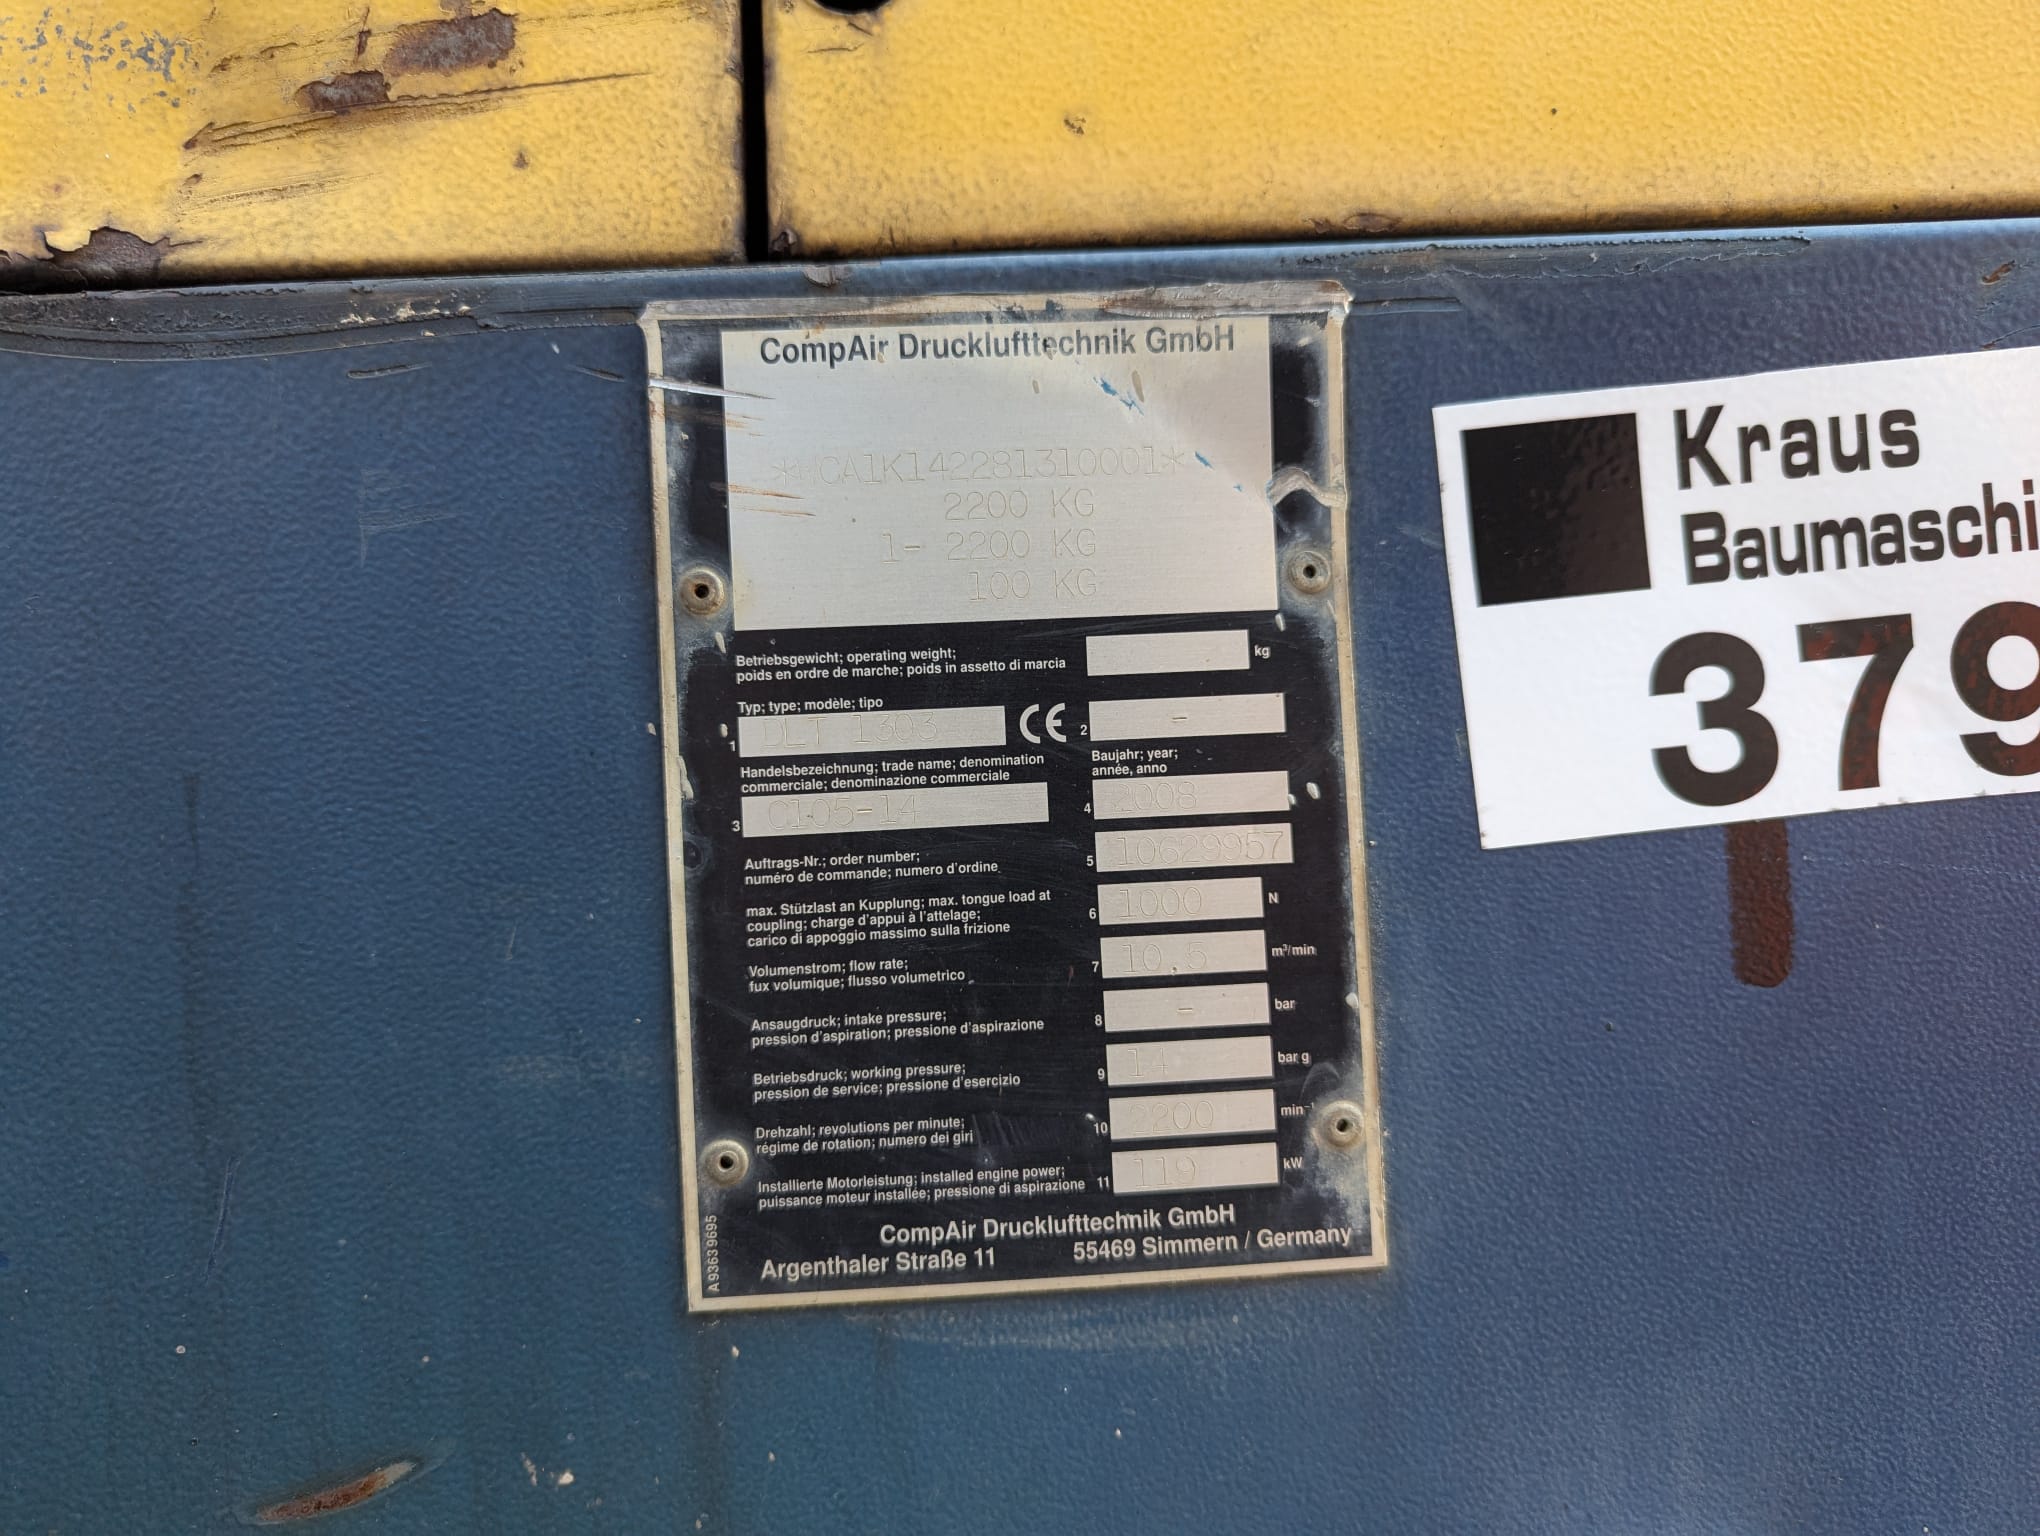 CompAir Drucklufttechnik GmbH
*WCA1K142281310001*
2200 KG
1- 2200 KG
100 KG
Betriebsgewicht; operating weight;
poids en ordre de marche; poids in assetto di marcia
kg
Typ; type; modèle; tipo
1 DLT 1303 CE 2 -
Handelsbezeichnung; trade name; denomination
commerciale; denominazione commerciale
3 C105-14
Baujahr; year;
année, anno
4 2008
Auftrags-Nr.; order number;
numéro de commande; numero d'ordine
5 10629957
max. Stützlast an Kupplung; max. tongue load at
coupling; charge d'appui à l'attelage;
carico di appoggio massimo sulla frizione
6 1000 N
Volumenstrom; flow rate;
fux volumique; flusso volumetrico
7 10,5 m³/min
Ansaugdruck; intake pressure;
pression d'aspiration; pressione d'aspirazione
8 - bar
Betriebsdruck; working pressure;
pression de service; pressione d'esercizio
9 14 bar g
Drehzahl; revolutions per minute;
régime de rotation; numero dei giri
10 2200 min⁻¹
Installierte Motorleistung; installed engine power;
puissance moteur installée; pressione di aspirazione
11 119 kW
CompAir Drucklufttechnik GmbH
Argenthaler Straße 11 55469 Simmern / Germany
A93639695
Kraus
Baumaschi
379